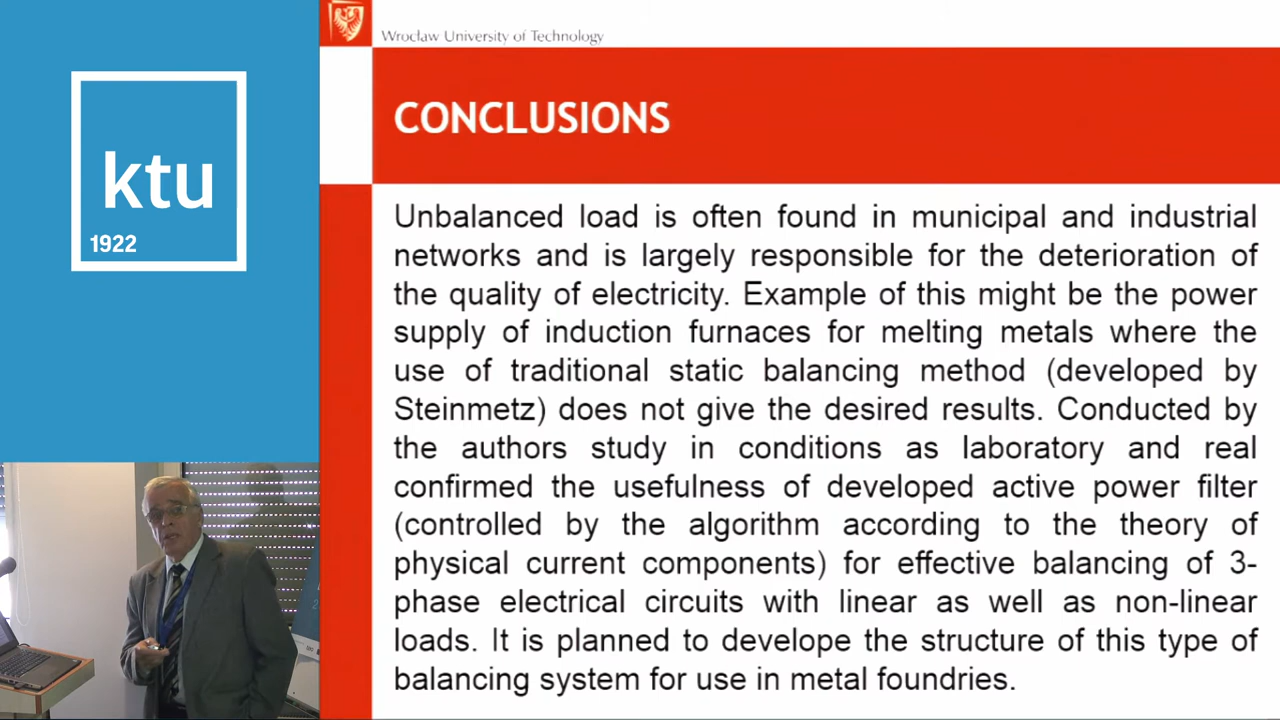 ktu
1922
Wrocław University of Technology
CONCLUSIONS
Unbalanced load is often found in municipal and industrial
networks and is largely responsible for the deterioration of
the quality of electricity. Example of this might be the power
supply of induction furnaces for melting metals where the
use of traditional static balancing method (developed by
Steinmetz) does not give the desired results. Conducted by
the authors study in conditions as laboratory and real
confirmed the usefulness of developed active power filter
(controlled by the algorithm according to the theory of
physical current components) for effective balancing of 3-
phase electrical circuits with linear as well as non-linear
loads. It is planned to develope the structure of this type of
balancing system for use in metal foundries.